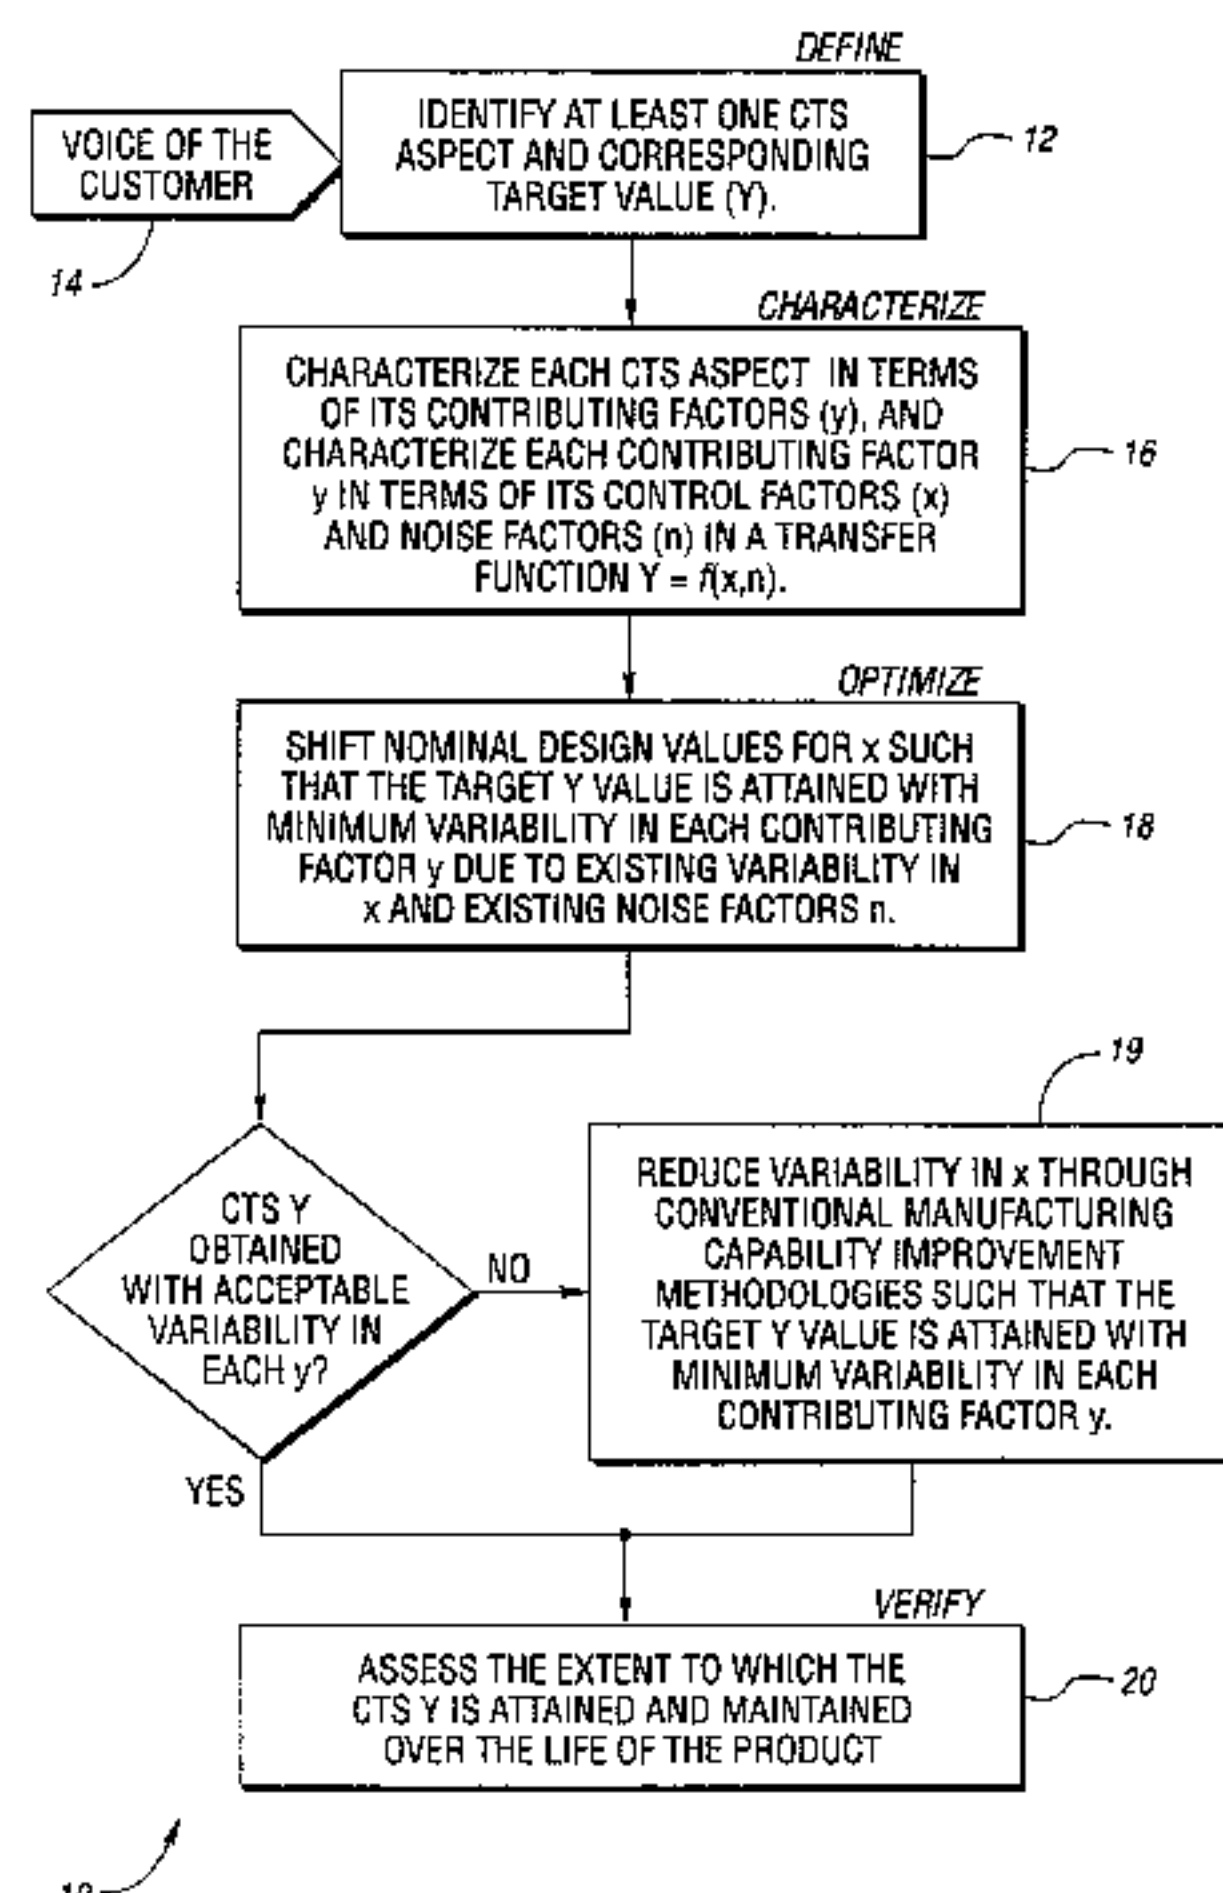 DEFINE
IDENTIFY AT LEAST ONE CTS
ASPECT AND CORRESPONDING
TARGET VALUE (Y).
12
VOICE OF THE
CUSTOMER
14
CHARACTERIZE
CHARACTERIZE EACH CTS ASPECT IN TERMS
OF ITS CONTRIBUTING FACTORS (y), AND
CHARACTERIZE EACH CONTRIBUTING FACTOR
y IN TERMS OF ITS CONTROL FACTORS (x)
AND NOISE FACTORS (n) IN A TRANSFER
FUNCTION Y = f(x,n).
16
OPTIMIZE
SHIFT NOMINAL DESIGN VALUES FOR x SUCH
THAT THE TARGET Y VALUE IS ATTAINED WITH
MINIMUM VARIABILITY IN EACH CONTRIBUTING
FACTOR y DUE TO EXISTING VARIABILITY IN
x AND EXISTING NOISE FACTORS n.
18
19
CTS Y
OBTAINED
WITH ACCEPTABLE
VARIABILITY IN
EACH y?
NO
YES
REDUCE VARIABILITY IN x THROUGH
CONVENTIONAL MANUFACTURING
CAPABILITY IMPROVEMENT
METHODOLOGIES SUCH THAT THE
TARGET Y VALUE IS ATTAINED WITH
MINIMUM VARIABILITY IN EACH
CONTRIBUTING FACTOR y.
VERIFY
ASSESS THE EXTENT TO WHICH THE
CTS Y IS ATTAINED AND MAINTAINED
OVER THE LIFE OF THE PRODUCT
20